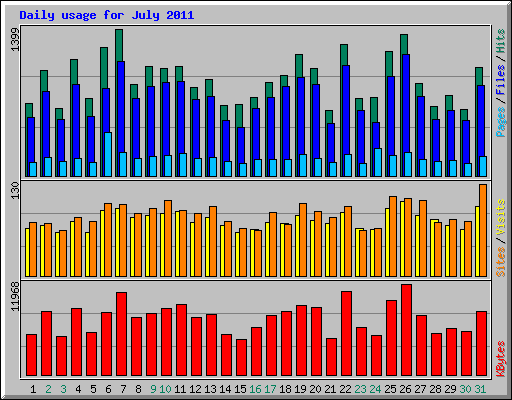 Daily usage for July 2011
1399
Pages / Files / Hits
130
Sites / Visits
11968
KBytes
1 2 3 4 5 6 7 8 9 10 11 12 13 14 15 16 17 18 19 20 21 22 23 24 25 26 27 28 29 30 31